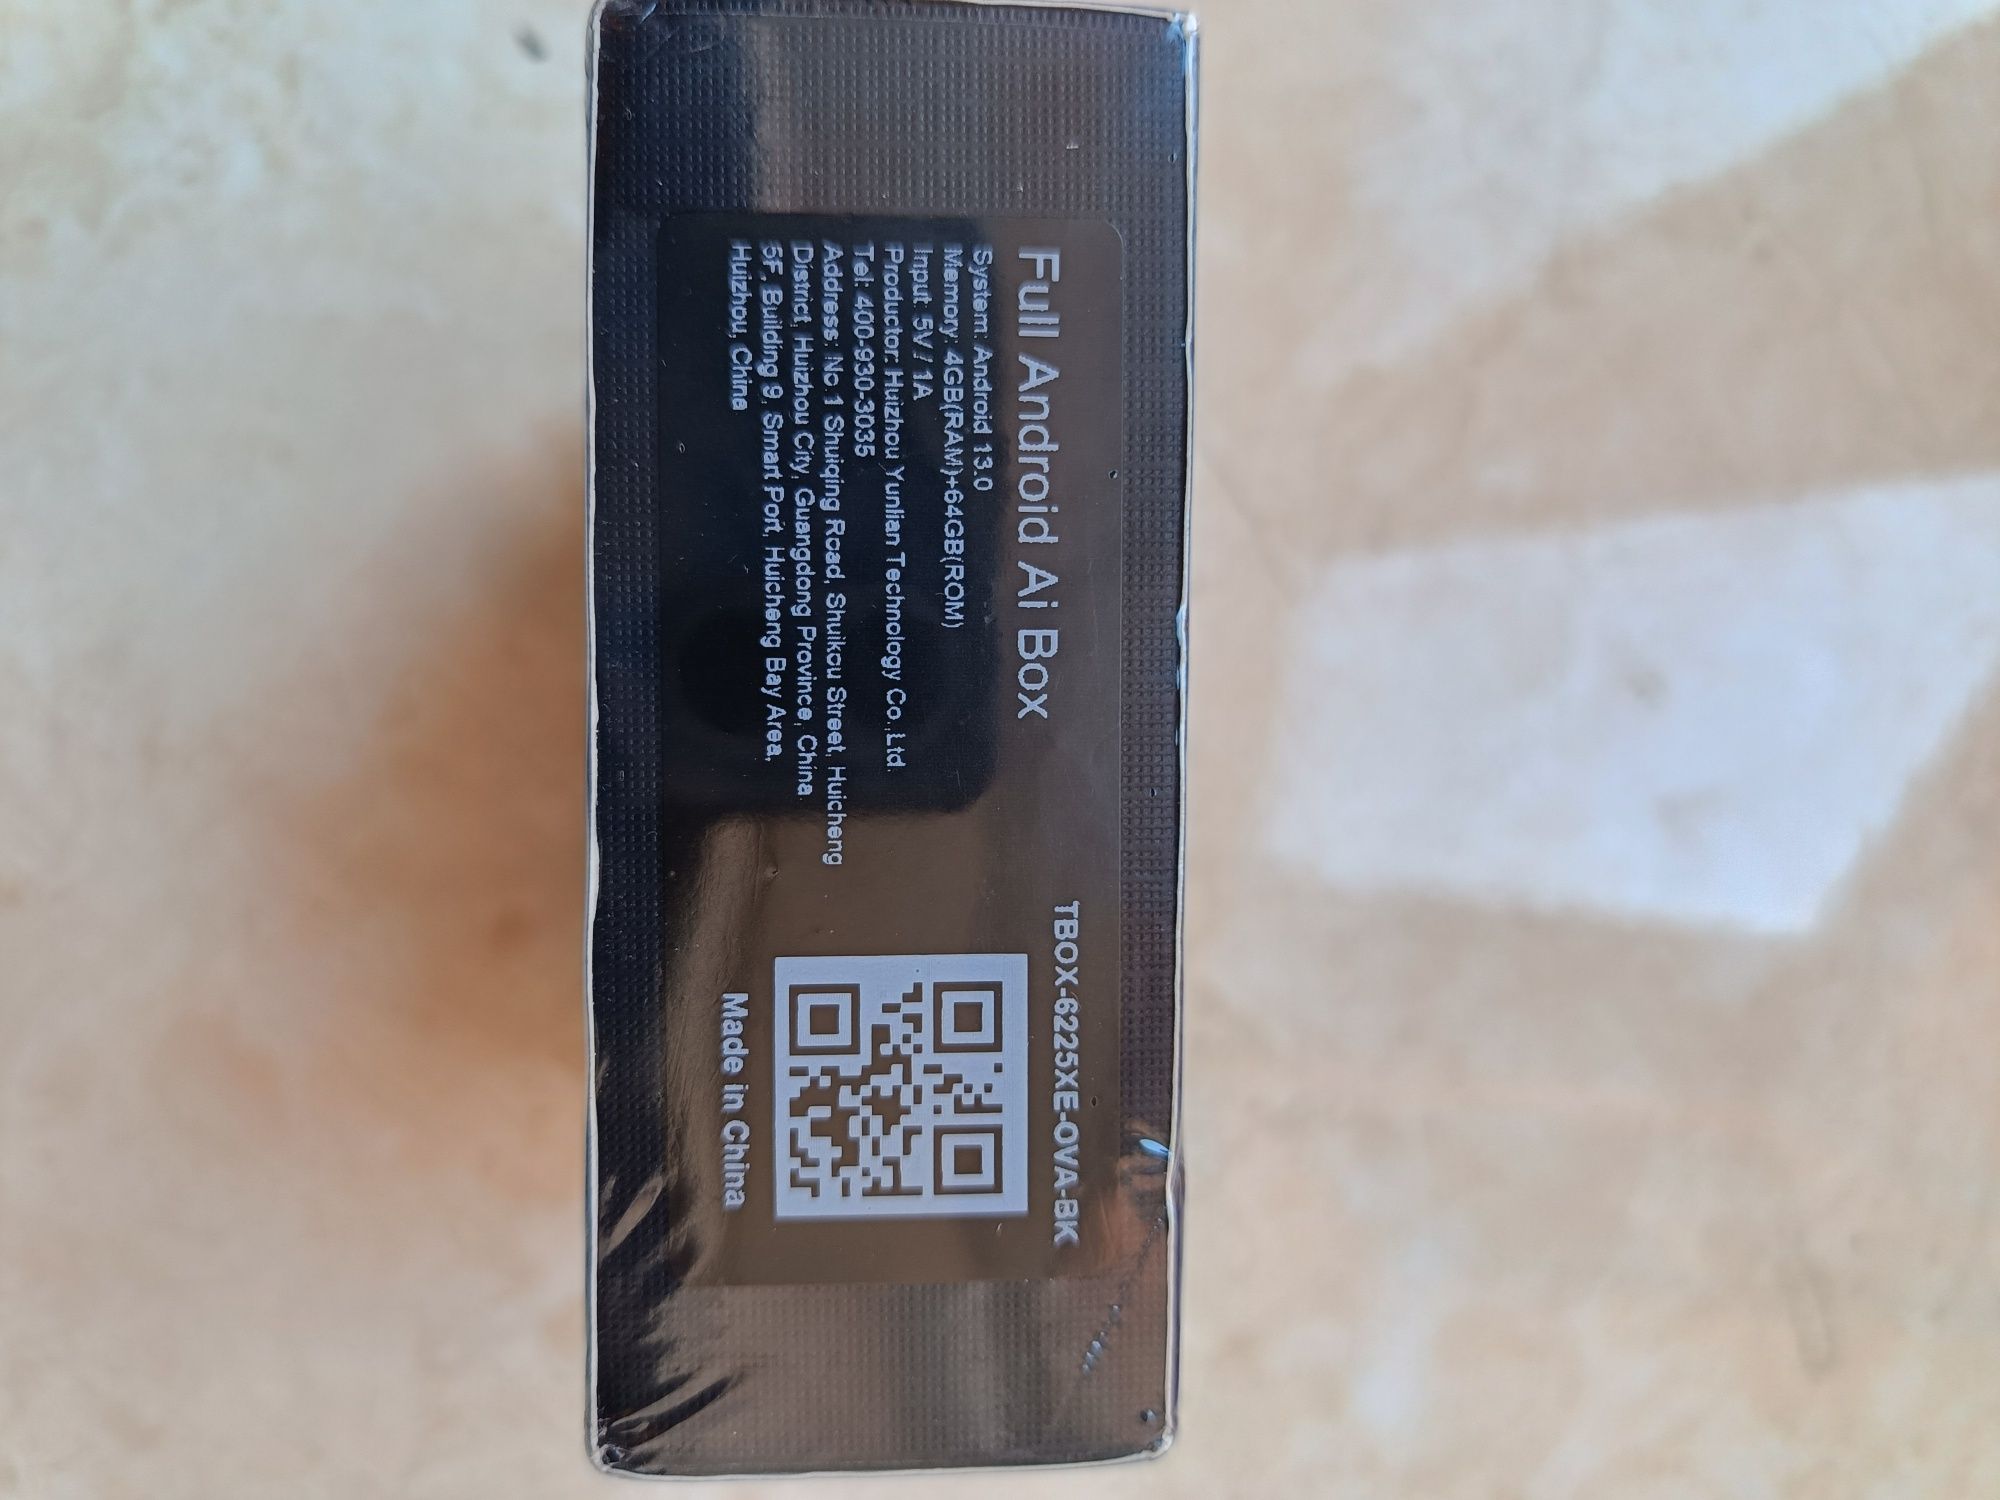 Full Android Ai Box
TBOX-6225XE-OVA-BK
System: Android 13.0
Memory: 4GB(RAM)+64GB(ROM)
Input: 5V / 1A
Productor: Huizhou Yunlian Technology Co.,Ltd.
Tel: 400-930-3035
Address: No.1 Shuiqing Road, Shuikou Street, Huicheng
District, Huizhou City, Guangdong Province, China
5F, Building 9, Smart Port, Huicheng Bay Area,
Huizhou, China
Made in China